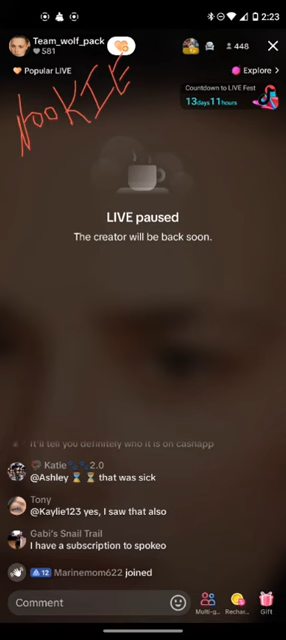 2:23
Team_wolf_pack
581
448
Popular LIVE
Explore >
Countdown to LIVE Fest
13days11hours
NooKIE
LIVE paused
The creator will be back soon.
It'll tell you definitely who it is on cashapp
Katie 2.0
@Ashley that was sick
Tony
@Kaylie123 yes, I saw that also
Gabi's Snail Trail
I have a subscription to spokeo
12 Marinemom622 joined
Comment
Multi-g...
Rechar...
Gift